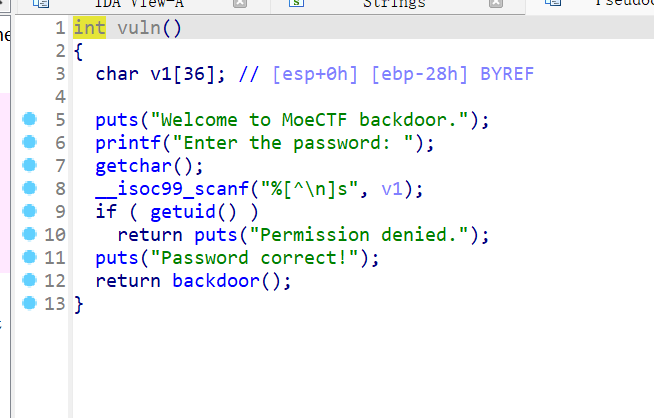 IDA View-A Strings
1 int vuln()
2 {
3 char v1[36]; // [esp+0h] [ebp-28h] BYREF
4
5 puts("Welcome to MoeCTF backdoor.");
6 printf("Enter the password: ");
7 getchar();
8 __isoc99_scanf("%[^\n]s", v1);
9 if ( getuid() )
10 return puts("Permission denied.");
11 puts("Password correct!");
12 return backdoor();
13 }